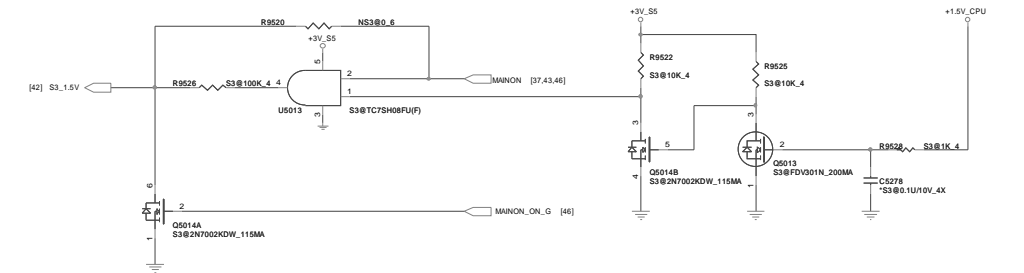 +3V_S5
+1.5V_CPU
R9520
NS3@0_6
+3V_S5
R9522
S3@10K_4
R9525
S3@10K_4
5
2
MAINON [37,43,46]
R9526
S3@100K_4
4
[42] S3_1.5V
1
U5013
3
S3@TC7SH08FU(F)
3
3
5
2
R9528
S3@1K_4
4
Q5014B
S3@2N7002KDW_115MA
1
Q5013
S3@FDV301N_200MA
C5278
*S3@0.1U/10V_4X
6
2
MAINON_ON_G [46]
1
Q5014A
S3@2N7002KDW_115MA